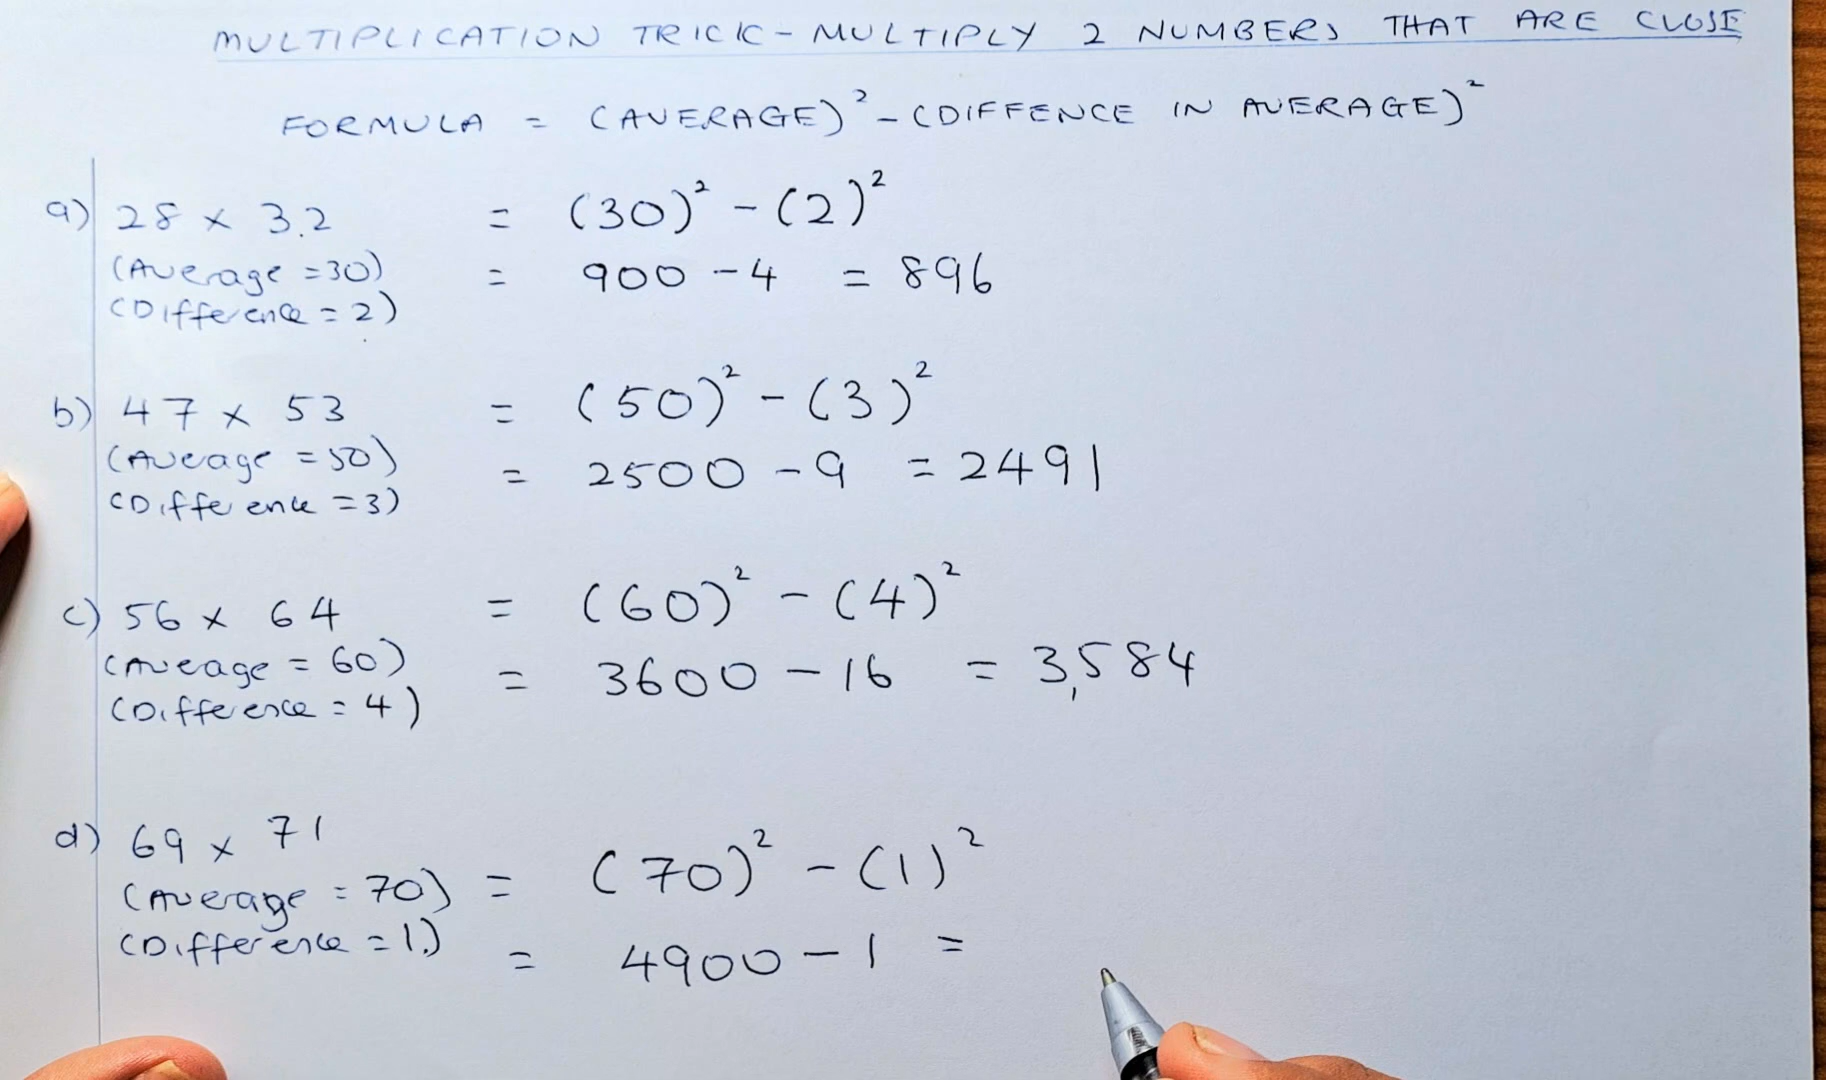 MULTIPLICATION TRICK - MULTIPLY 2 NUMBERS THAT ARE CLOSE
FORMULA = (AVERAGE)² - (DIFFENCE IN AVERAGE)²
a) 28 x 32 = (30)² - (2)²
(Average = 30) = 900 - 4 = 896
(Difference = 2)
b) 47 x 53 = (50)² - (3)²
(Average = 50) = 2500 - 9 = 2491
(Difference = 3)
c) 56 x 64 = (60)² - (4)²
(Average = 60) = 3600 - 16 = 3,584
(Difference = 4)
d) 69 x 71 = (70)² - (1)²
(Average = 70)
(Difference = 1) = 4900 - 1 =